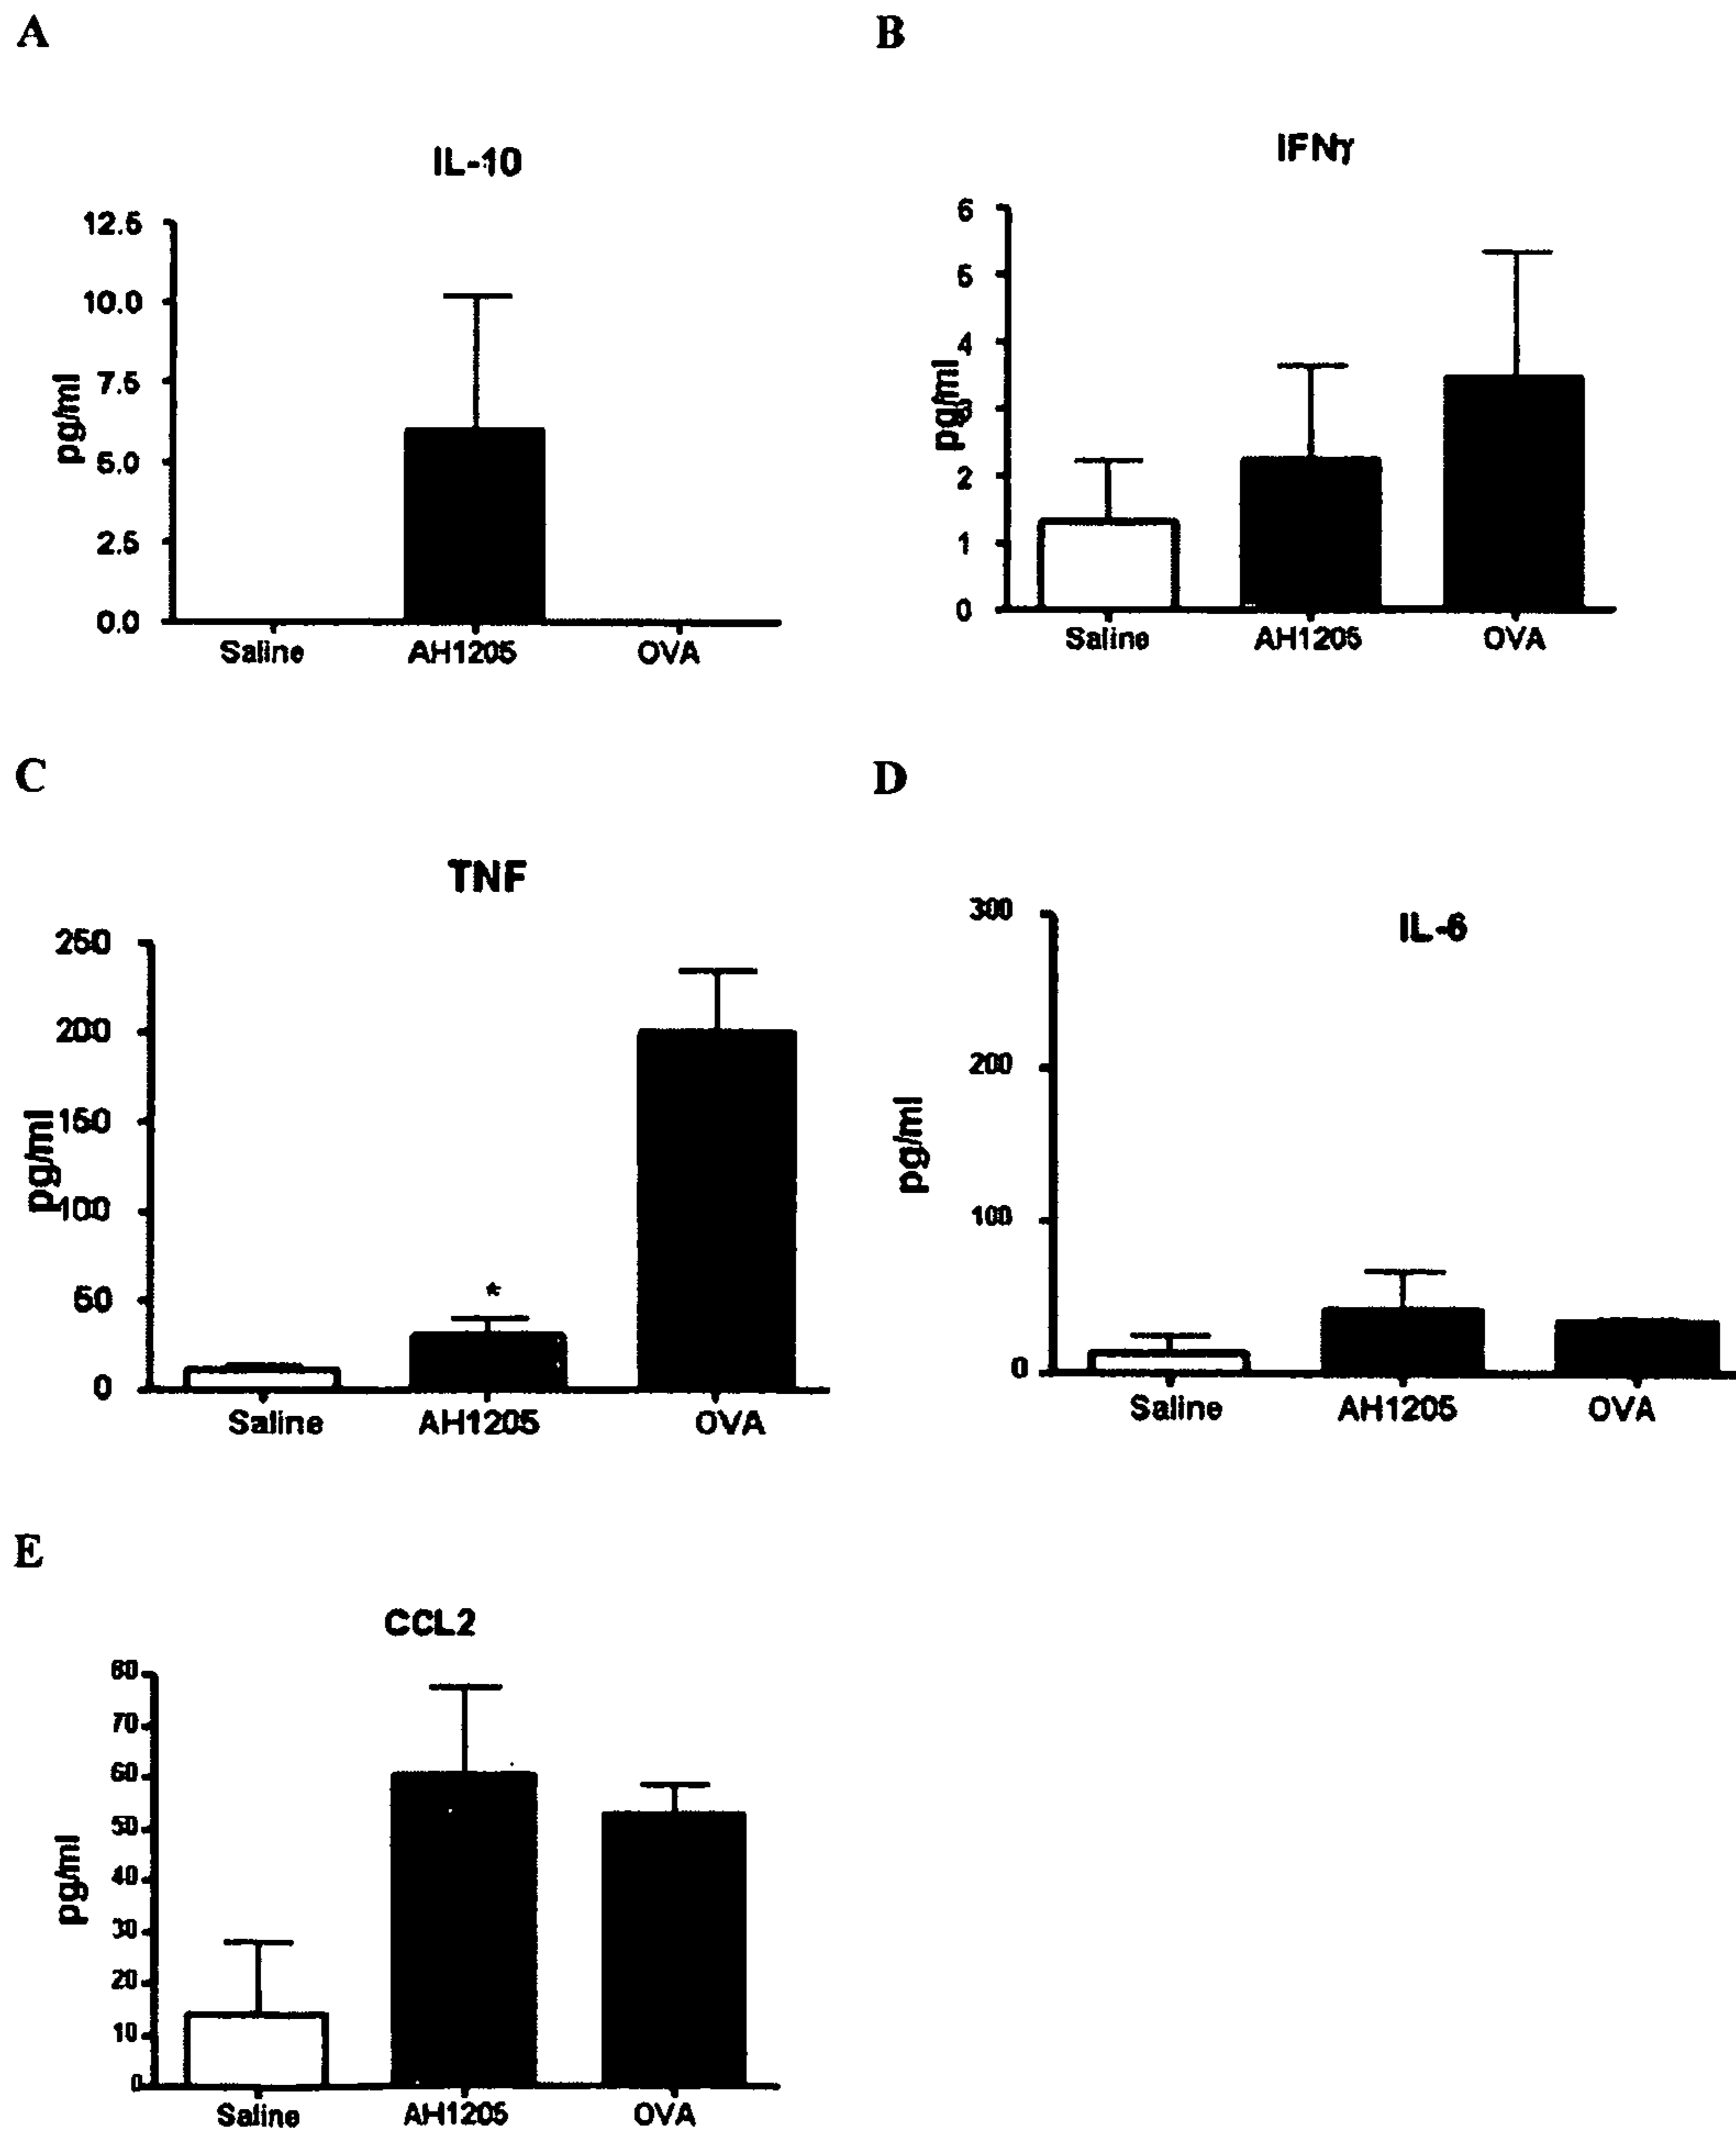 A
IL-10
12.5
10.0
7.5
5.0
2.5
0.0
pg/ml
Saline AH1205 OVA
B
IFNγ
6
5
4
3
2
1
0
pg/ml
Saline AH1205 OVA
C
TNF
250
200
150
100
50
0
pg/ml
*
Saline AH1205 OVA
D
IL-6
300
200
100
0
pg/ml
Saline AH1205 OVA
E
CCL2
80
70
60
50
40
30
20
10
0
pg/ml
Saline AH1205 OVA